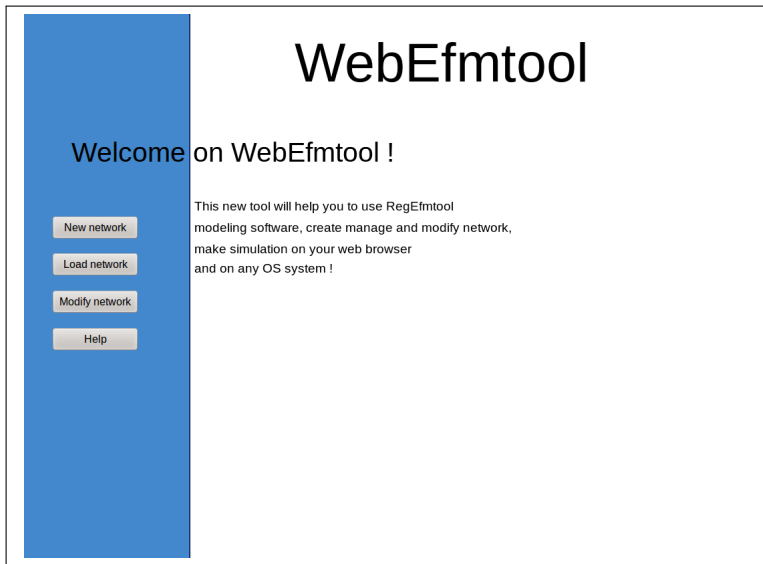 WebEfmtool
Welcome on WebEfmtool !
This new tool will help you to use RegEfmtool
modeling software, create manage and modify network,
make simulation on your web browser
and on any OS system !
New network
Load network
Modify network
Help